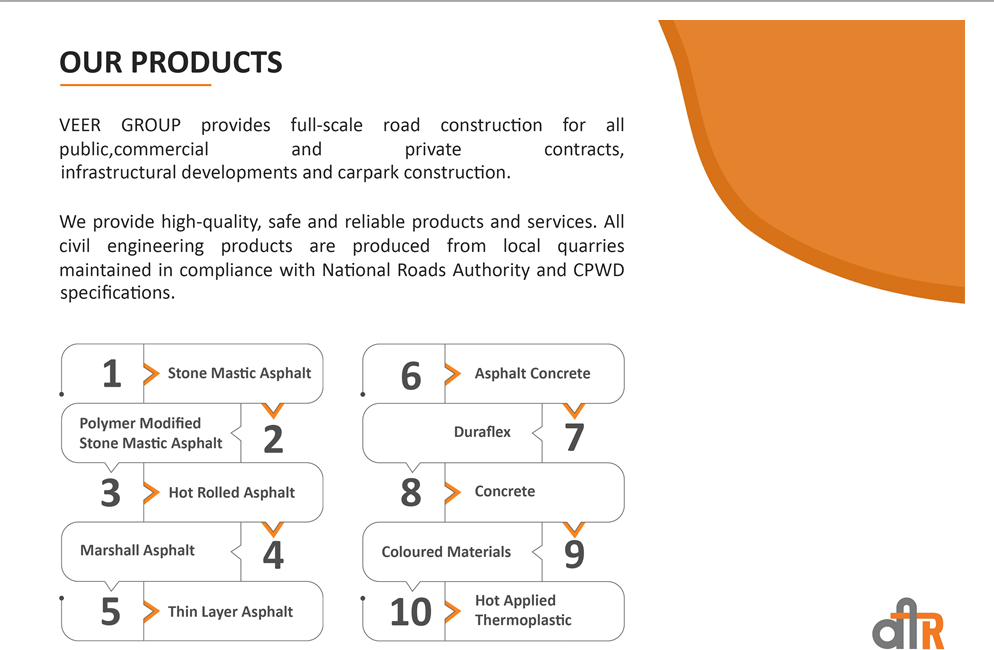 OUR PRODUCTS
VEER GROUP provides full-scale road construction for all
public,commercial and private contracts,
infrastructural developments and carpark construction.
We provide high-quality, safe and reliable products and services. All
civil engineering products are produced from local quarries
maintained in compliance with National Roads Authority and CPWD
specifications.
1 Stone Mastic Asphalt
Polymer Modified
Stone Mastic Asphalt 2
3 Hot Rolled Asphalt
Marshall Asphalt 4
5 Thin Layer Asphalt
6 Asphalt Concrete
Duraflex 7
8 Concrete
Coloured Materials 9
10 Hot Applied
Thermoplastic